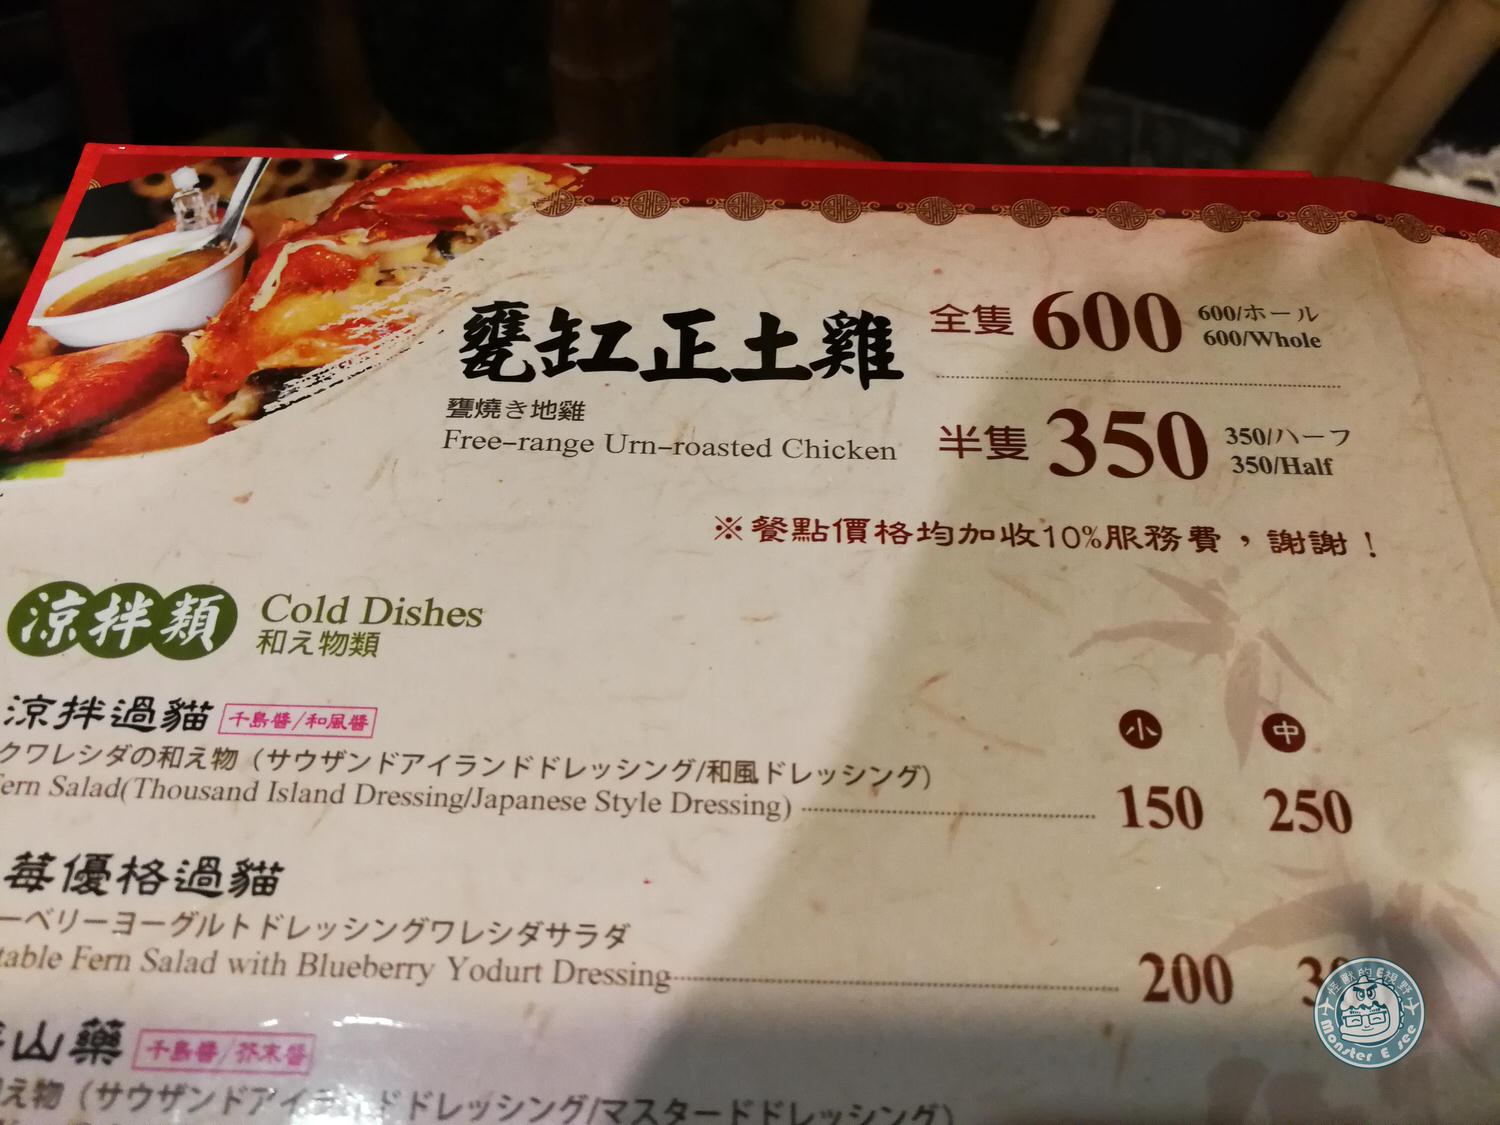 甕缸正土雞
甕燒き地雞
Free-range Urn-roasted Chicken
全隻 600 600/ホール
600/Whole
半隻 350 350/ハーフ
350/Half
※餐點價格均加收10%服務費，謝謝！
涼拌類 Cold Dishes
和え物類
小 中
涼拌過貓 千島醬/和風醬
クワレシダの和え物（サウザンドアイランドドレッシング/和風ドレッシング）
Fern Salad(Thousand Island Dressing/Japanese Style Dressing) 150 250
莓優格過貓
ーベリーヨーグルトドレッシングワレシダサラダ
table Fern Salad with Blueberry Yodurt Dressing 200
山藥 千島醬/芥末醬
え物（サウザンドアイランドドレッシング/マスタードドレッシング）
怪獸的E視野
Monster E see